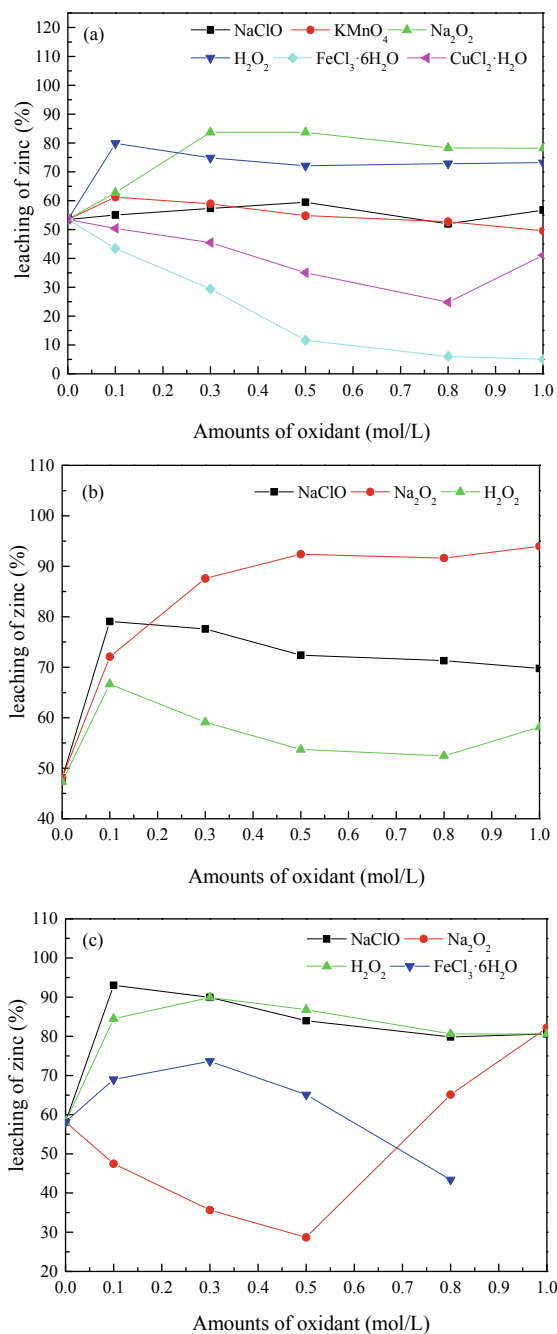 (a)
NaClO KMnO₄ Na₂O₂
H₂O₂ FeCl₃·6H₂O CuCl₂·H₂O
120
110
100
90
80
70
60
50
40
30
20
10
0
leaching of zinc (%)
0.0 0.1 0.2 0.3 0.4 0.5 0.6 0.7 0.8 0.9 1.0
Amounts of oxidant (mol/L)
(b)
NaClO Na₂O₂ H₂O₂
110
100
90
80
70
60
50
40
leaching of zinc (%)
0.0 0.1 0.2 0.3 0.4 0.5 0.6 0.7 0.8 0.9 1.0
Amounts of oxidant (mol/L)
(c)
NaClO Na₂O₂
H₂O₂ FeCl₃·6H₂O
110
100
90
80
70
60
50
40
30
20
leaching of zinc (%)
0.0 0.1 0.2 0.3 0.4 0.5 0.6 0.7 0.8 0.9 1.0
Amounts of oxidant (mol/L)